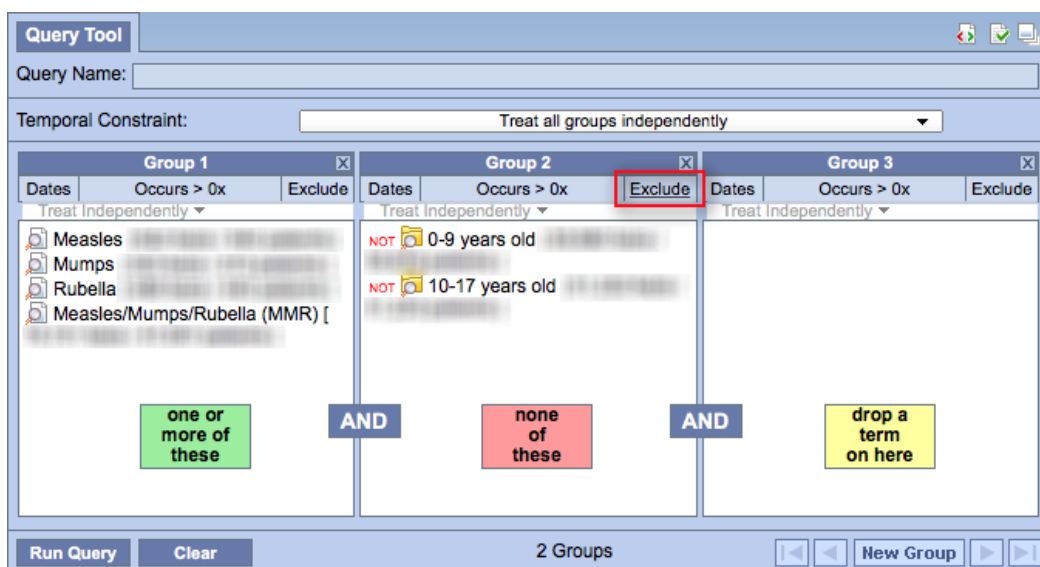 Query Tool
Query Name:
Temporal Constraint: Treat all groups independently
Group 1 X Group 2 X Group 3 X
Dates Occurs > 0x Exclude Dates Occurs > 0x Exclude Dates Occurs > 0x Exclude
Treat Independently Treat Independently Treat Independently
Measles NOT 0-9 years old
Mumps
Rubella NOT 10-17 years old
Measles/Mumps/Rubella (MMR) [
one or none drop a
more of AND of AND term
these these on here
Run Query Clear 2 Groups New Group